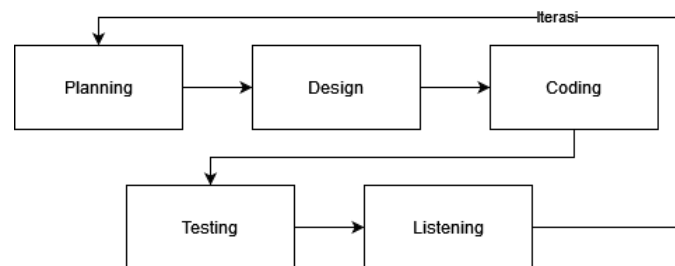 Iterasi
Planning
Design
Coding
Testing
Listening